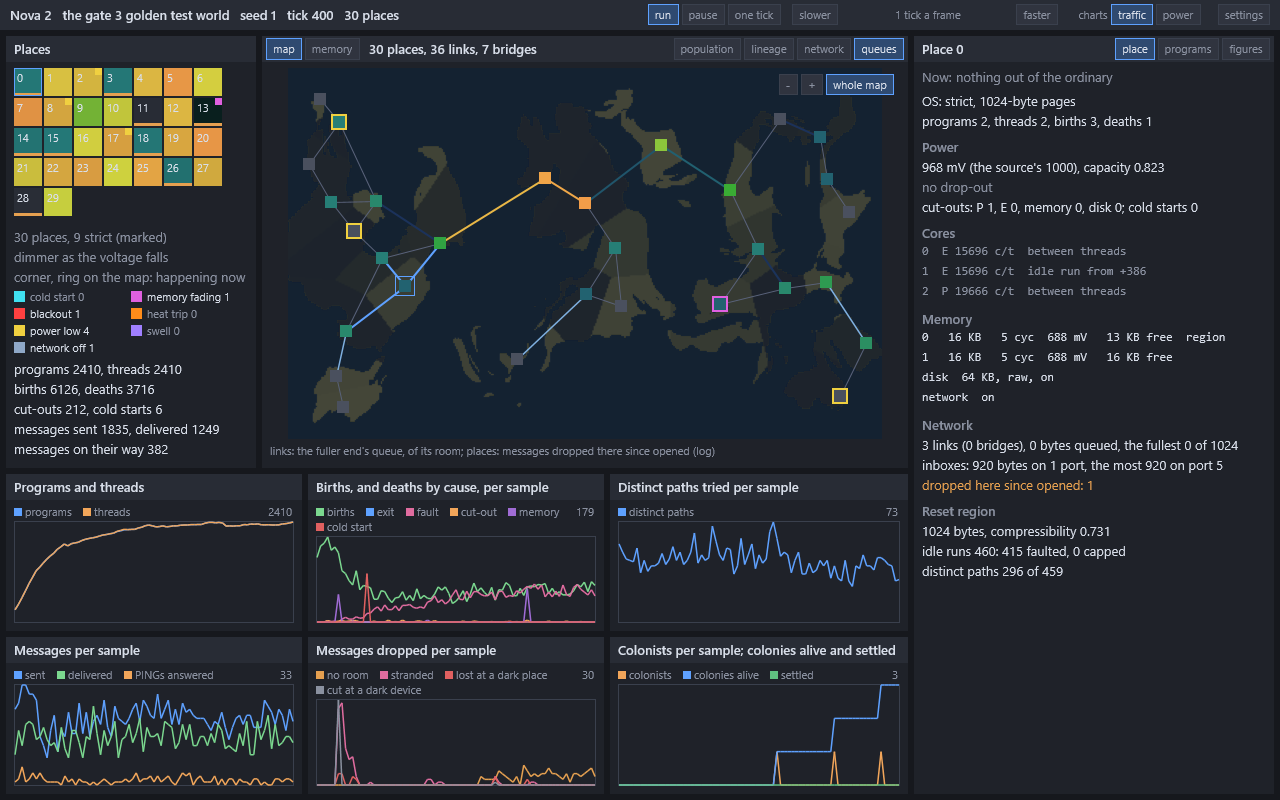 Nova 2 the gate 3 golden test world seed 1 tick 400 30 places
run pause one tick slower 1 tick a frame faster charts traffic power settings
Places
0 1 2 3 4 5 6
7 8 9 10 11 12 13
14 15 16 17 18 19 20
21 22 23 24 25 26 27
28 29
30 places, 9 strict (marked)
dimmer as the voltage falls
corner, ring on the map: happening now
cold start 0 memory fading 1
blackout 1 heat trip 0
power low 4 swell 0
network off 1
programs 2410, threads 2410
births 6126, deaths 3716
cut-outs 212, cold starts 6
messages sent 1835, delivered 1249
messages on their way 382
map memory 30 places, 36 links, 7 bridges population lineage network queues
- + whole map
links: the fuller end's queue, of its room; places: messages dropped there since opened (log)
Place 0 place programs figures
Now: nothing out of the ordinary
OS: strict, 1024-byte pages
programs 2, threads 2, births 3, deaths 1
Power
968 mV (the source's 1000), capacity 0.823
no drop-out
cut-outs: P 1, E 0, memory 0, disk 0; cold starts 0
Cores
0 E 15696 c/t between threads
1 E 15696 c/t idle run from +386
2 P 19666 c/t between threads
Memory
0 16 KB 5 cyc 688 mV 13 KB free region
1 16 KB 5 cyc 688 mV 16 KB free
disk 64 KB, raw, on
network on
Network
3 links (0 bridges), 0 bytes queued, the fullest 0 of 1024
inboxes: 920 bytes on 1 port, the most 920 on port 5
dropped here since opened: 1
Reset region
1024 bytes, compressibility 0.731
idle runs 460: 415 faulted, 0 capped
distinct paths 296 of 459
Programs and threads
programs threads 2410
Births, and deaths by cause, per sample
births exit fault cut-out memory 179
cold start
Distinct paths tried per sample
distinct paths 73
Messages per sample
sent delivered PINGs answered 33
Messages dropped per sample
no room stranded lost at a dark place 30
cut at a dark device
Colonists per sample; colonies alive and settled
colonists colonies alive settled 3